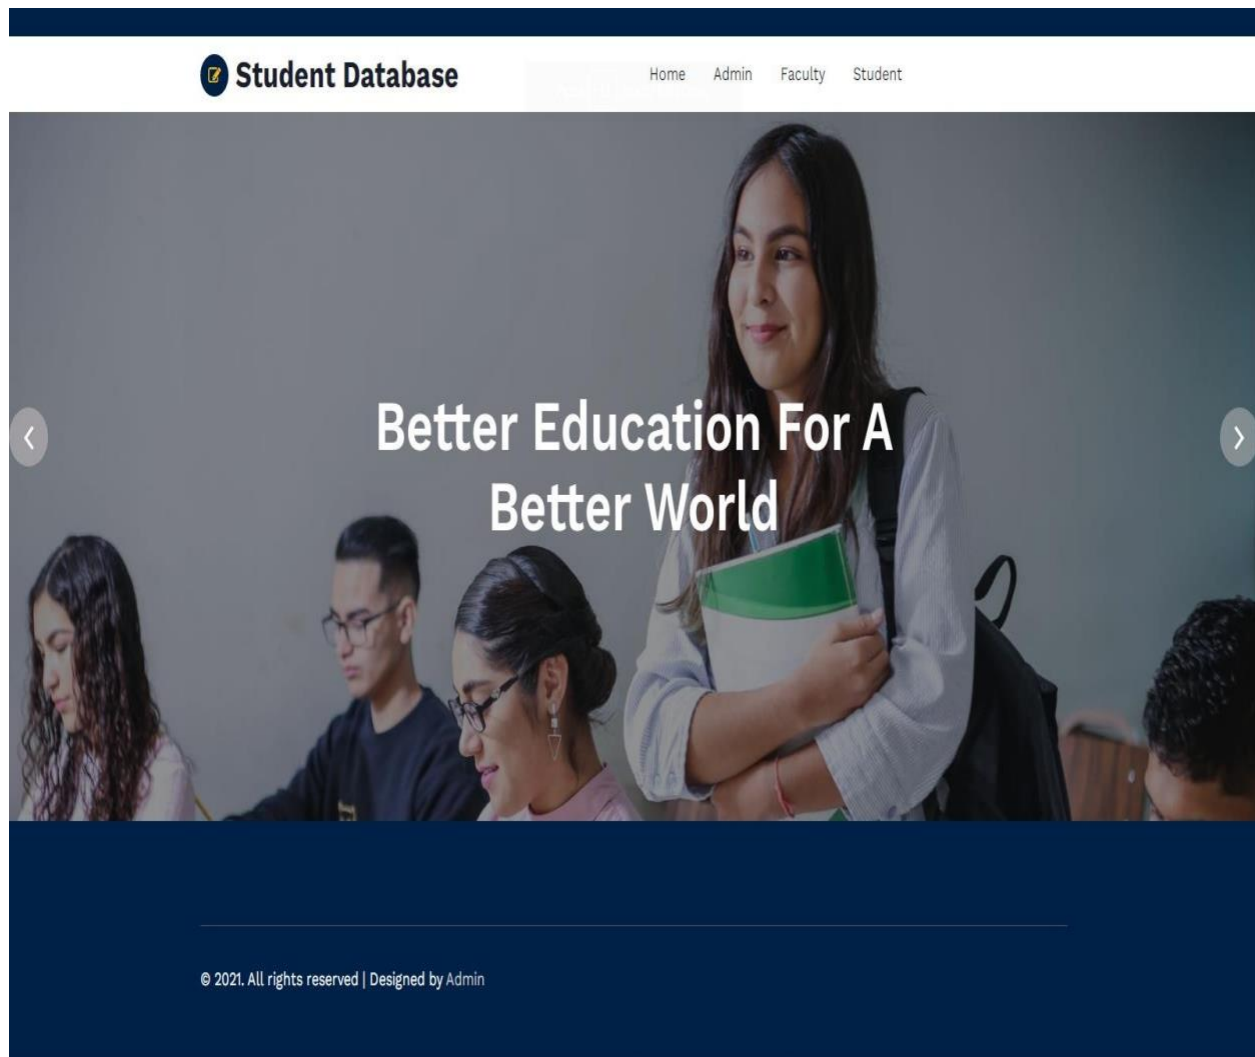 Student Database
Home Admin Faculty Student
Better Education For A
Better World
© 2021. All rights reserved | Designed by Admin